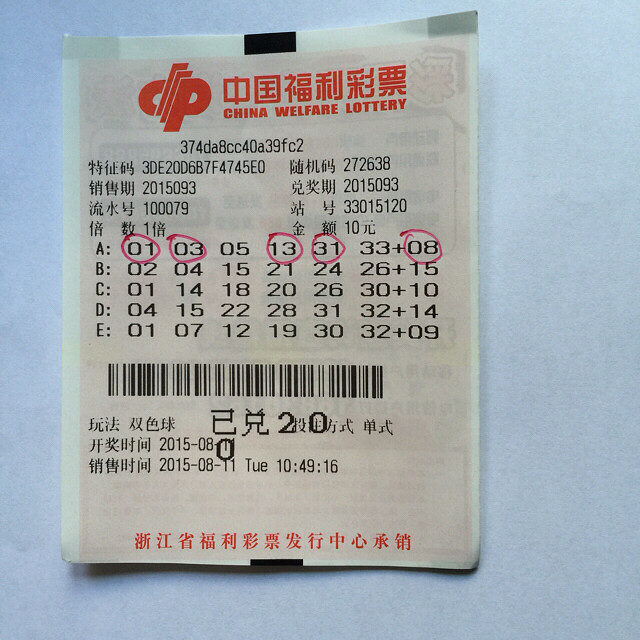 中国福利彩票
CHINA WELFARE LOTTERY
374da8cc40a39fc2
特征码 3DE20D6B7F4745E0 随机码 272638
销售期 2015093 兑奖期 2015093
流水号 100079 站 号 33015120
倍 数 1倍 金 额 10元
A: 01 03 05 13 31 33+08
B: 02 04 15 21 24 26+15
C: 01 14 18 20 26 30+10
D: 04 15 22 28 31 32+14
E: 01 07 12 19 30 32+09
玩法 双色球 已兑200 投注方式 单式
开奖时间 2015-08-11
销售时间 2015-08-11 Tue 10:49:16
浙江省福利彩票发行中心承销